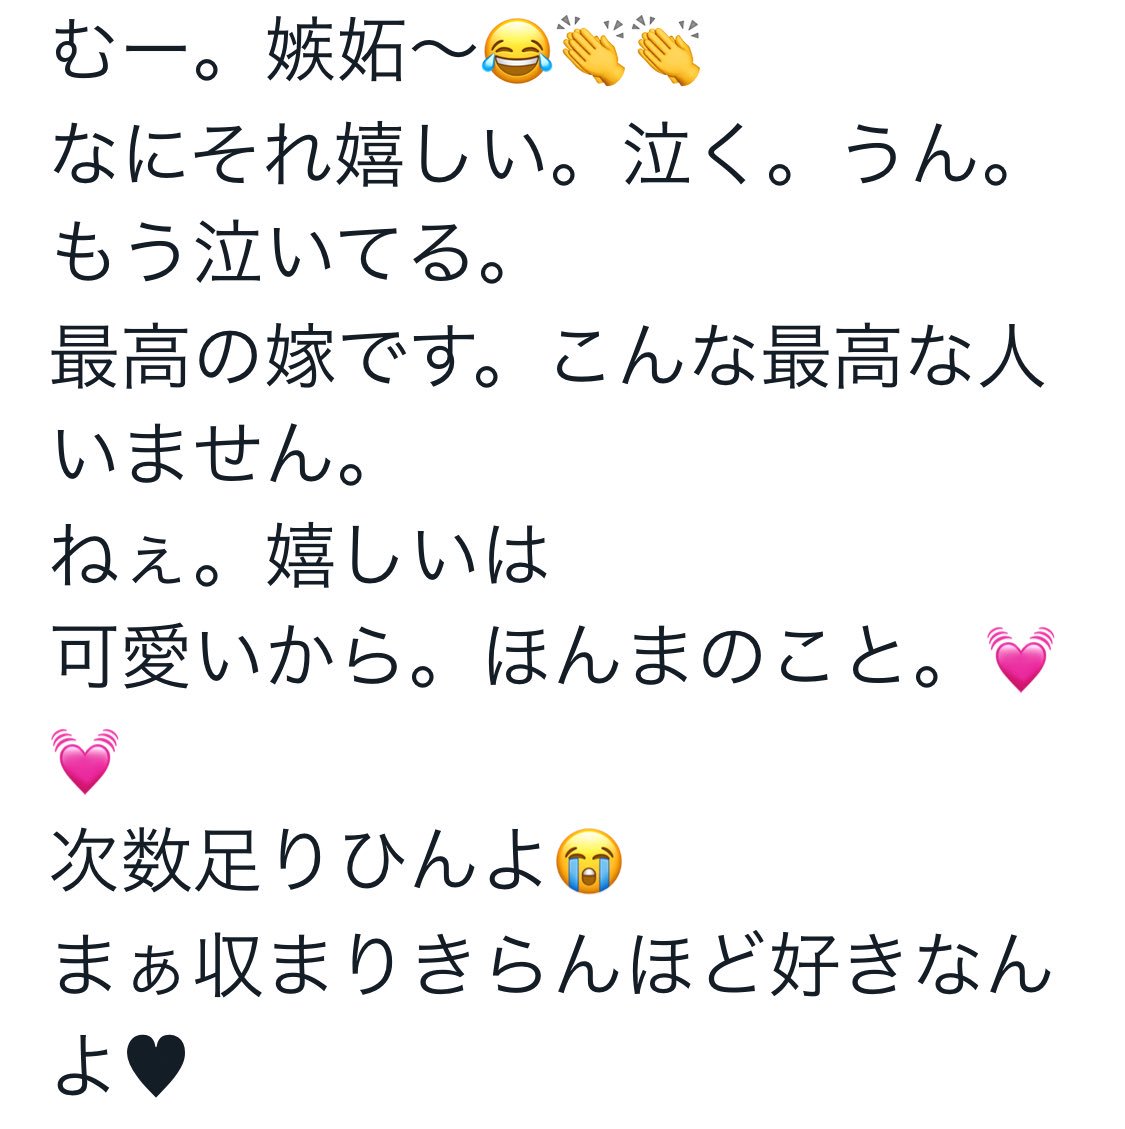 むー。嫉妬〜😂👏👏
なにそれ嬉しい。泣く。うん。
もう泣いてる。
最高の嫁です。こんな最高な人
いません。
ねぇ。嬉しいは
可愛いから。ほんまのこと。💓
💓
次数足りひんよ😭
まぁ収まりきらんほど好きなん
よ♥